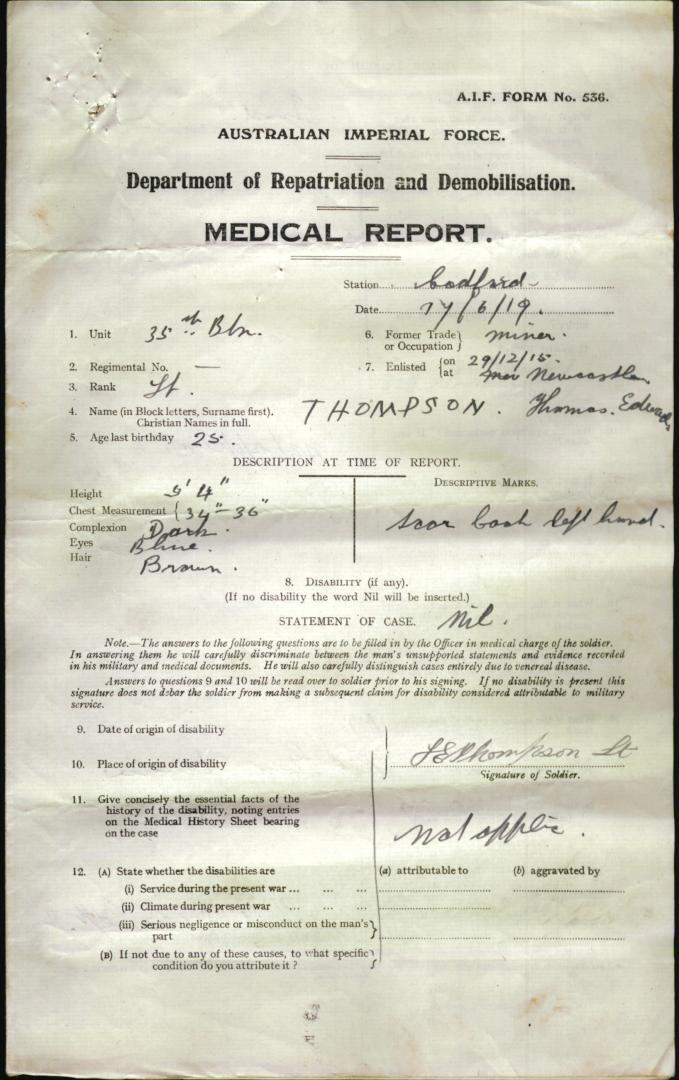 A.I.F. FORM No. 536.
AUSTRALIAN IMPERIAL FORCE.
Department of Repatriation and Demobilisation.
MEDICAL REPORT.
Station Codford
Date 17/6/19.
1. Unit 35th Bln.
6. Former Trade or Occupation } miner.
2. Regimental No. —
7. Enlisted { on 29/12/15.
at Newcastle
3. Rank Lt.
4. Name (in Block letters, Surname first). THOMPSON. Thomas. Edward
Christian Names in full.
5. Age last birthday 25.
DESCRIPTION AT TIME OF REPORT.
Height 5' 4"
DESCRIPTIVE MARKS.
Chest Measurement { 34" - 36"
Complexion Dark.
scar back left hand.
Eyes Blue.
Hair Brown.
8. DISABILITY (if any).
(If no disability the word Nil will be inserted.)
STATEMENT OF CASE. Nil.
Note.—The answers to the following questions are to be filled in by the Officer in medical charge of the soldier.
In answering them he will carefully discriminate between the man's unsupported statements and evidence recorded
in his military and medical documents. He will also carefully distinguish cases entirely due to venereal disease.
Answers to questions 9 and 10 will be read over to soldier prior to his signing. If no disability is present this
signature does not debar the soldier from making a subsequent claim for disability considered attributable to military
service.
9. Date of origin of disability
T E Thompson Lt
10. Place of origin of disability
Signature of Soldier.
11. Give concisely the essential facts of the
history of the disability, noting entries
on the Medical History Sheet bearing
on the case
Not applic.
12. (A) State whether the disabilities are (a) attributable to (b) aggravated by
(i) Service during the present war ... ... ...
(ii) Climate during present war ... ... ...
(iii) Serious negligence or misconduct on the man's
part }
(B) If not due to any of these causes, to what specific
condition do you attribute it ? }